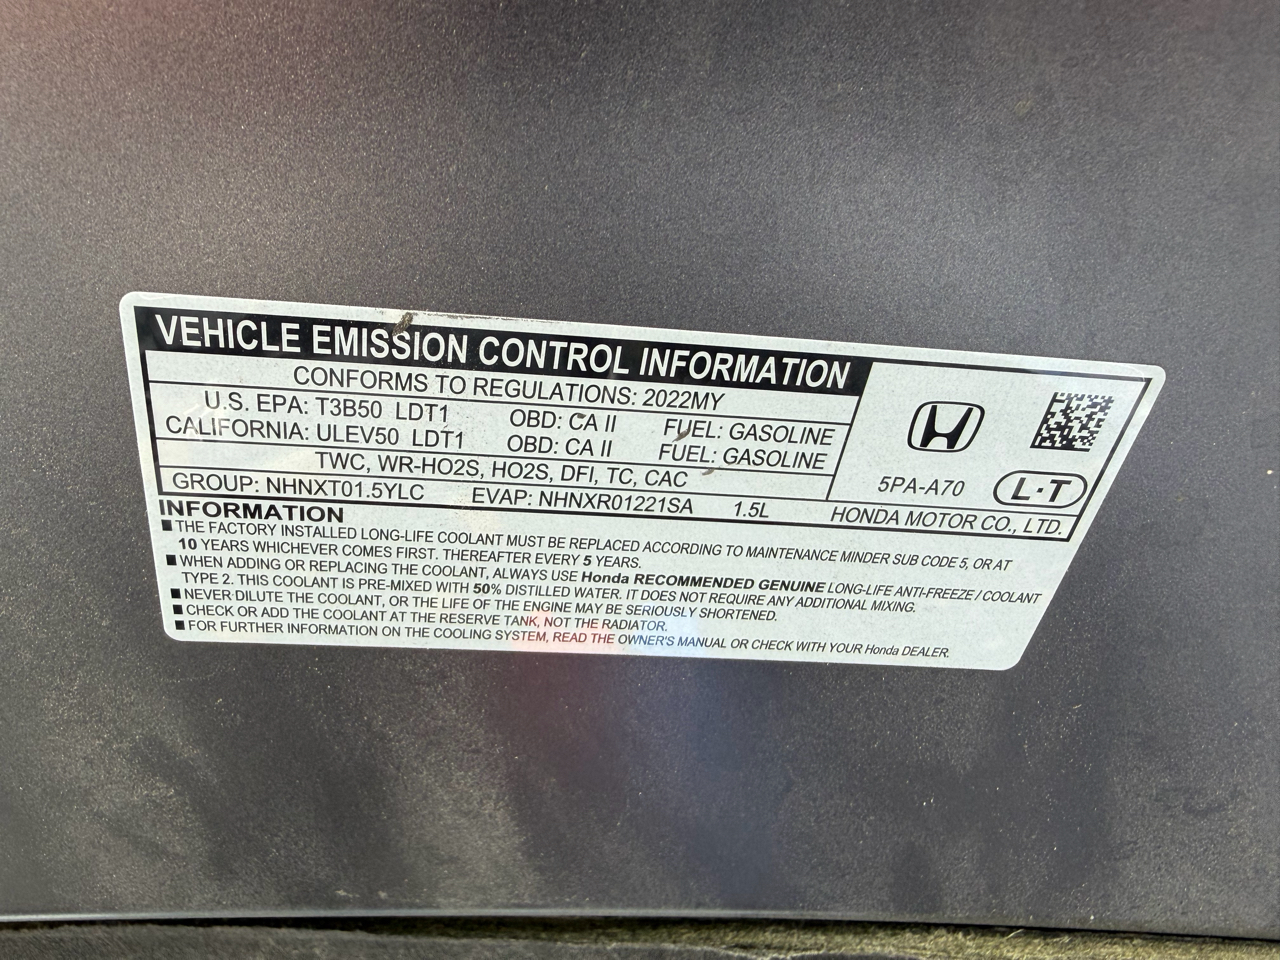 VEHICLE EMISSION CONTROL INFORMATION
CONFORMS TO REGULATIONS: 2022MY
U.S. EPA: T3B50 LDT1 OBD: CA II FUEL: GASOLINE
CALIFORNIA: ULEV50 LDT1 OBD: CA II FUEL: GASOLINE
TWC, WR-HO2S, HO2S, DFI, TC, CAC
5PA-A70 L·T
GROUP: NHNXT01.5YLC EVAP: NHNXR01221SA 1.5L HONDA MOTOR CO., LTD.
INFORMATION
■ THE FACTORY INSTALLED LONG-LIFE COOLANT MUST BE REPLACED ACCORDING TO MAINTENANCE MINDER SUB CODE 5, OR AT
10 YEARS WHICHEVER COMES FIRST. THEREAFTER EVERY 5 YEARS.
■ WHEN ADDING OR REPLACING THE COOLANT, ALWAYS USE Honda RECOMMENDED GENUINE LONG-LIFE ANTI-FREEZE / COOLANT
TYPE 2. THIS COOLANT IS PRE-MIXED WITH 50% DISTILLED WATER. IT DOES NOT REQUIRE ANY ADDITIONAL MIXING.
■ NEVER DILUTE THE COOLANT, OR THE LIFE OF THE ENGINE MAY BE SERIOUSLY SHORTENED.
■ CHECK OR ADD THE COOLANT AT THE RESERVE TANK, NOT THE RADIATOR.
■ FOR FURTHER INFORMATION ON THE COOLING SYSTEM, READ THE OWNER'S MANUAL OR CHECK WITH YOUR Honda DEALER.